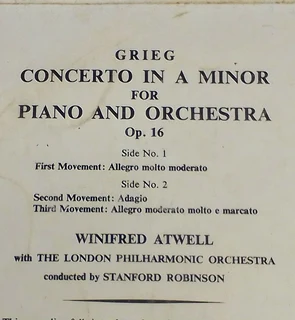 GRIEG
CONCERTO IN A MINOR
FOR
PIANO AND ORCHESTRA
Op. 16
Side No. 1
First Movement: Allegro molto moderato
Side No. 2
Second Movement: Adagio
Third Movement: Allegro moderato molto e marcato
WINIFRED ATWELL
with THE LONDON PHILHARMONIC ORCHESTRA
conducted by STANFORD ROBINSON